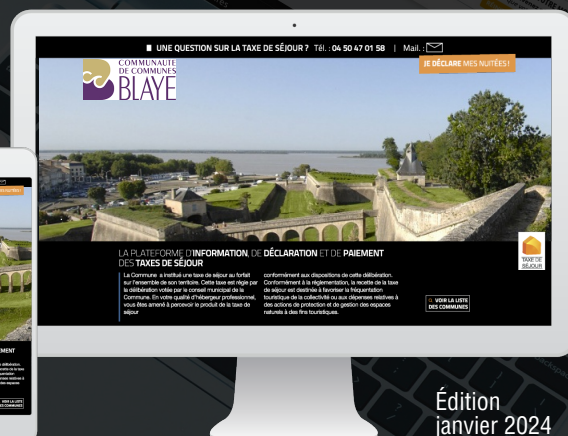 UNE QUESTION SUR LA TAXE DE SÉJOUR ? Tél. : 04 50 47 01 58 | Mail. :
JE DÉCLARE MES NUITÉES !
COMMUNAUTÉ
DE COMMUNES
BLAYE
TAXE DE
SÉJOUR
LA PLATEFORME D'INFORMATION, DE DÉCLARATION ET DE PAIEMENT
DES TAXES DE SÉJOUR
La Commune a institué une taxe de séjour au forfait
sur l'ensemble de son territoire. Cette taxe est régie par
la délibération votée par le conseil municipal de la
Commune. En votre qualité d'hébergeur professionnel,
vous êtes amené à percevoir le produit de la taxe de
séjour
conformément aux dispositions de cette délibération.
Conformément à la réglementation, la recette de la taxe
de séjour est destinée à favoriser la fréquentation
touristique de la collectivité ou aux dépenses relatives à
des actions de protection et de gestion des espaces
naturels à des fins touristiques.
VOIR LA LISTE
DES COMMUNES
Édition
janvier 2024